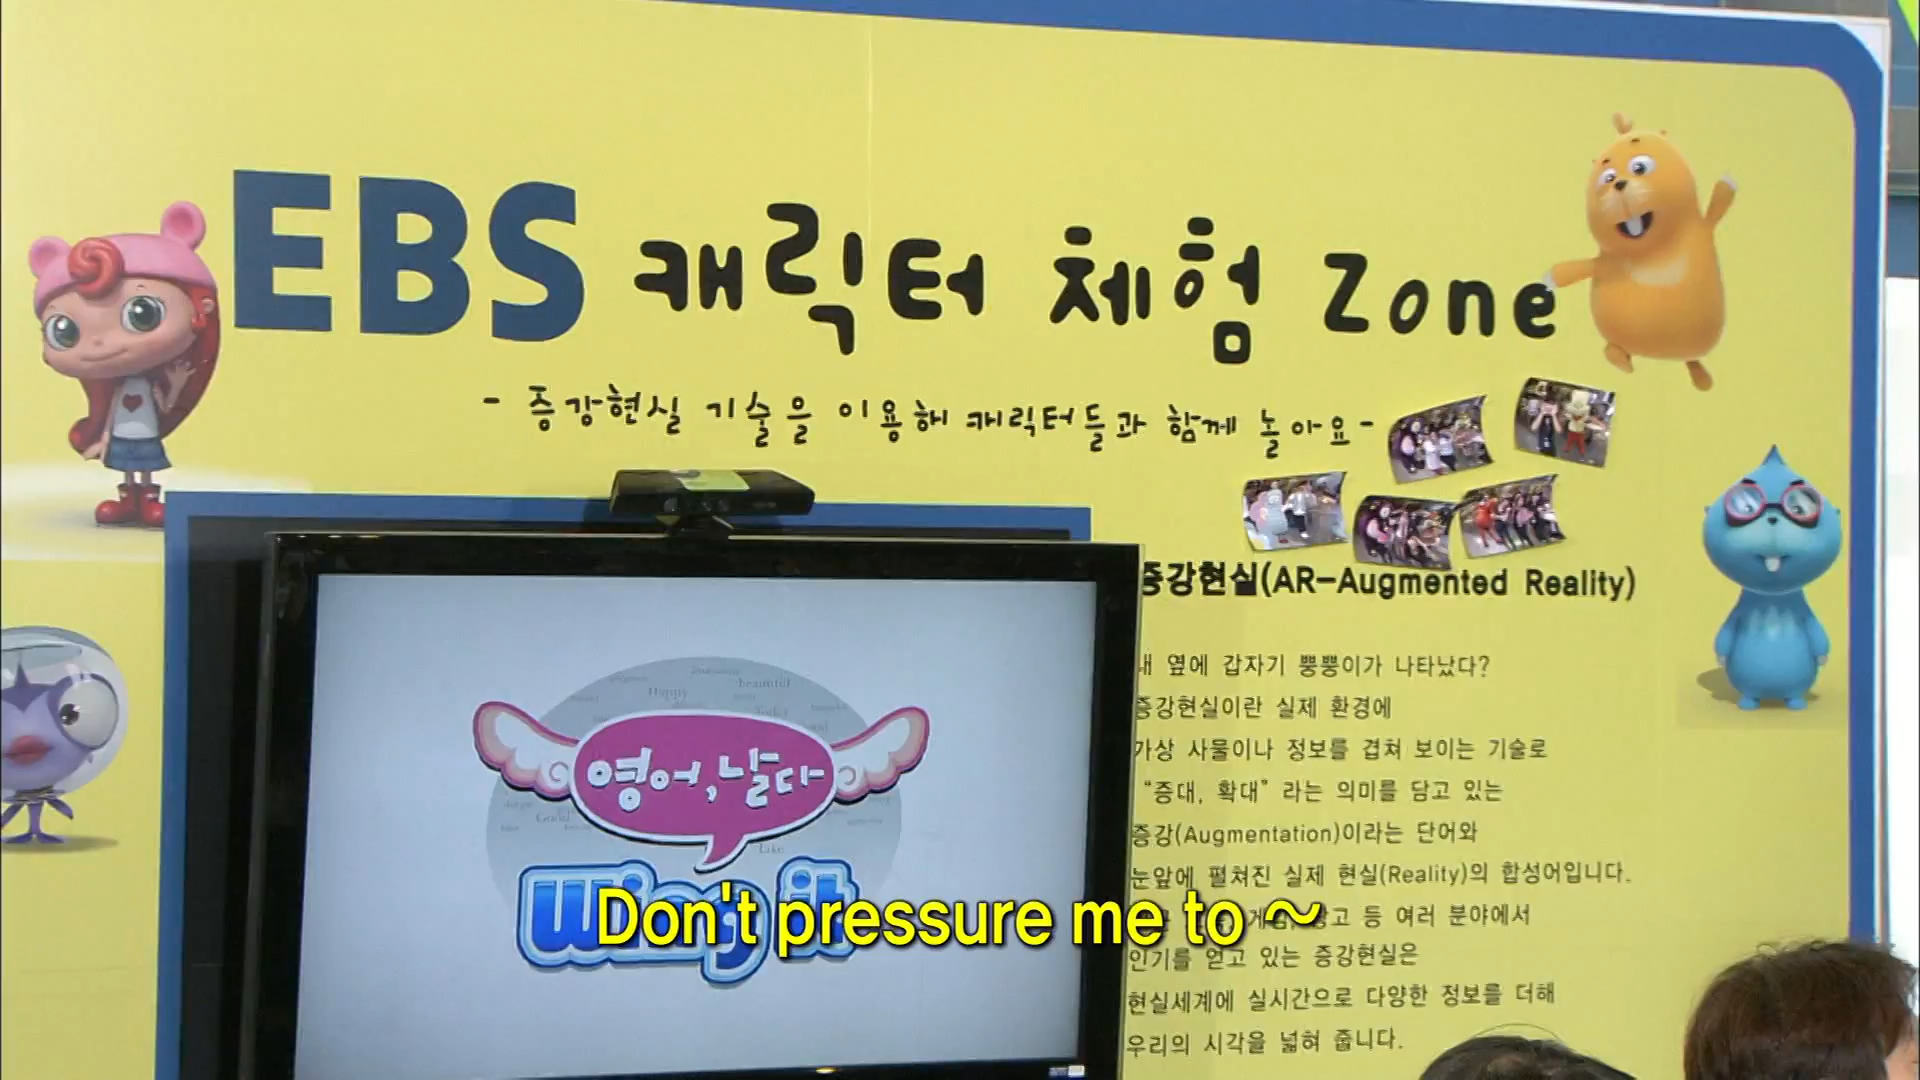 EBS 캐릭터 체험 Zone
- 증강현실 기술을 이용해 캐릭터들과 함께 놀아요 -
증강현실(AR-Augmented Reality)
내 옆에 갑자기 뿡뿡이가 나타났다?
증강현실이란 실제 환경에
가상 사물이나 정보를 겹쳐 보이는 기술로
"증대, 확대" 라는 의미를 담고 있는
증강(Augmentation)이라는 단어와
눈앞에 펼쳐진 실제 현실(Reality)의 합성어입니다.
게임, 광고 등 여러 분야에서
인기를 얻고 있는 증강현실은
현실세계에 실시간으로 다양한 정보를 더해
우리의 시각을 넓혀 줍니다.
beautiful
Happy
영어, 날다
Good
Like
Wing it
Don't pressure me to ~